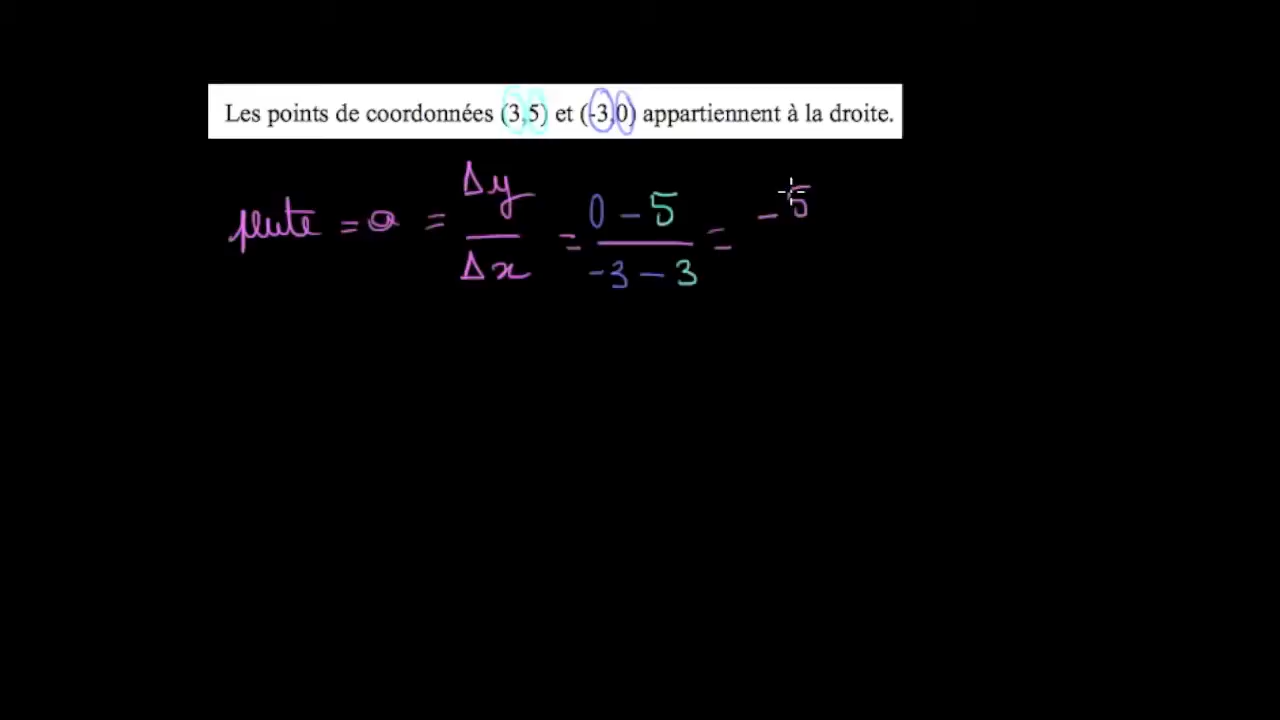 Les points de coordonnées (3,5) et (-3,0) appartiennent à la droite.
pente = a = Δy / Δx = 0 - 5 / -3 - 3 = -5